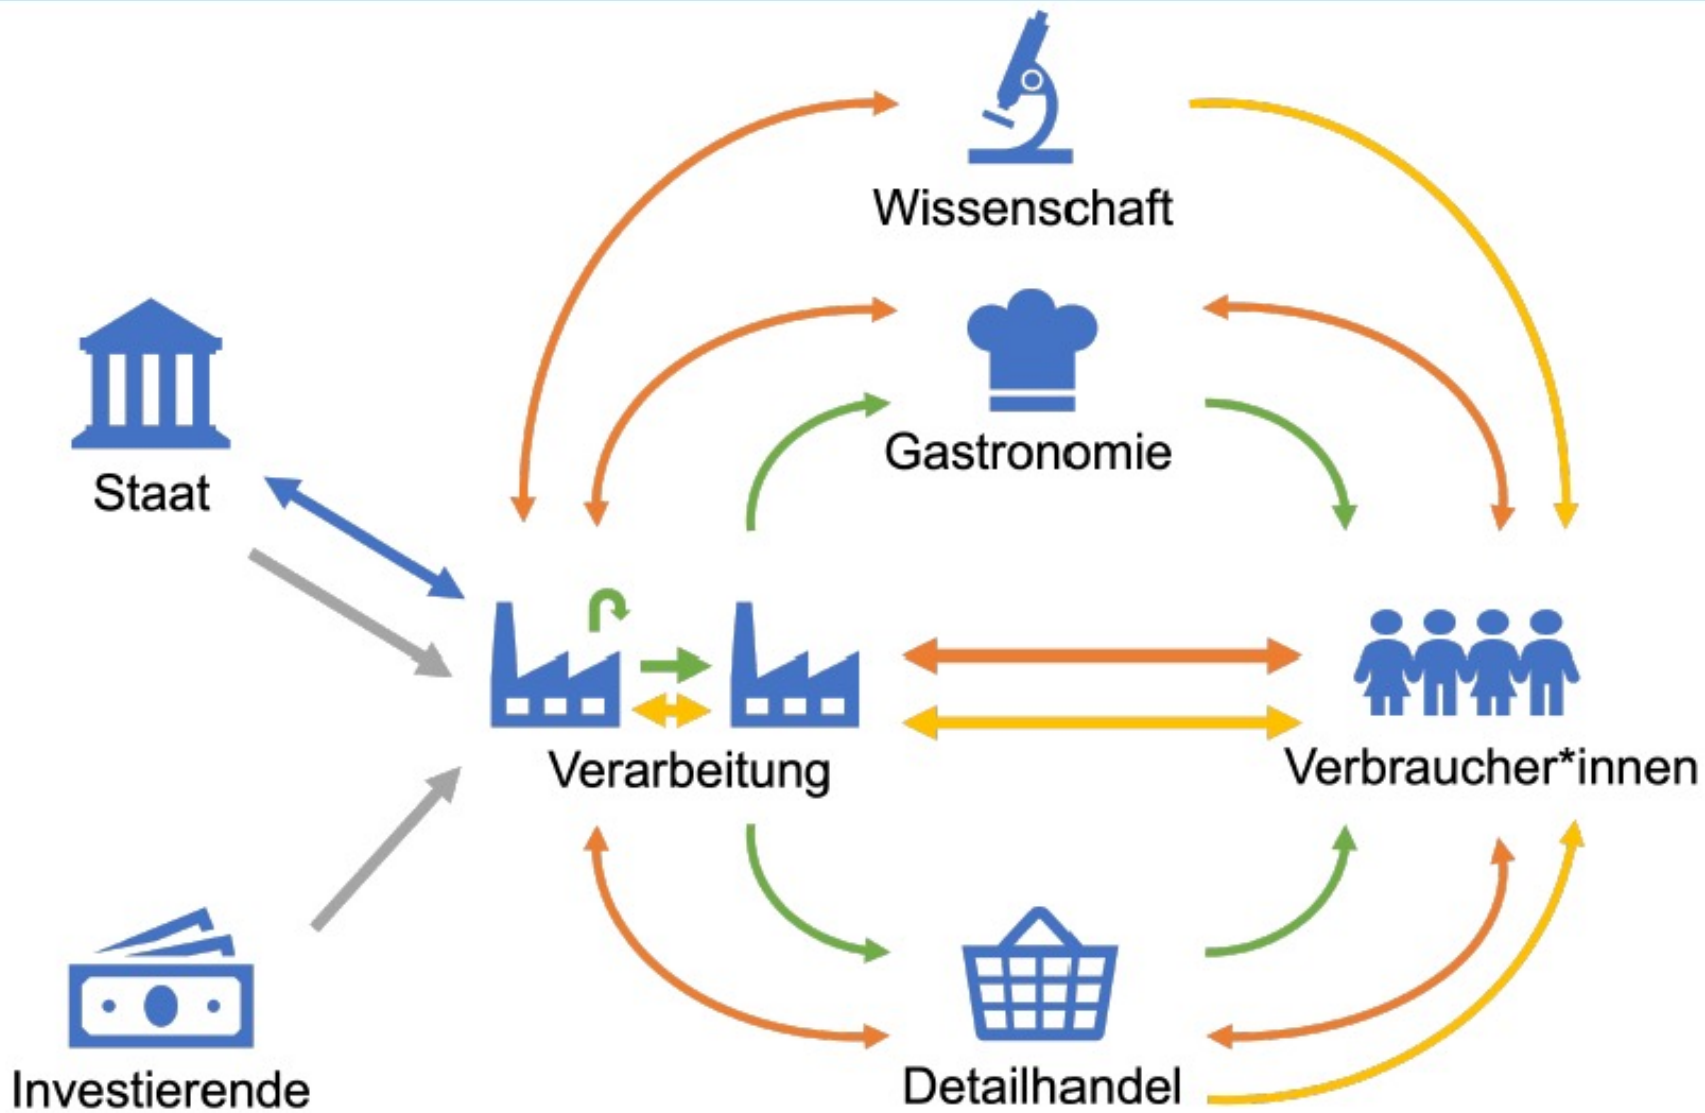 Wissenschaft
Gastronomie
Staat
Verarbeitung
Verbraucher*innen
Investierende
Detailhandel